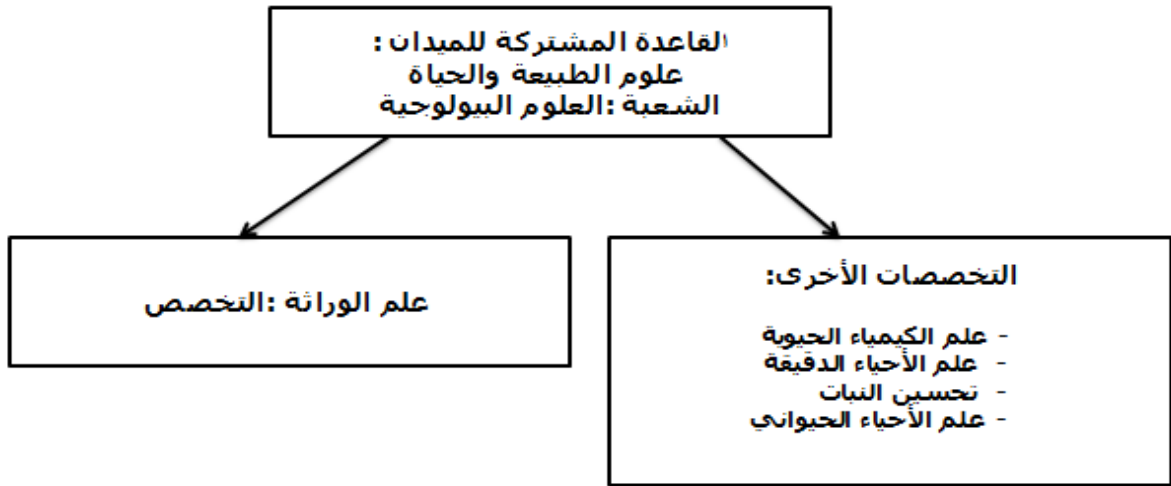 القاعدة المشتركة للميدان :
علوم الطبيعة والحياة
الشعبة :العلوم البيولوجية
التخصصات الأخرى:
- علم الكيمياء الحيوية
- علم الأحياء الدقيقة
- تحسين النبات
- علم الأحياء الحيواني
علم الوراثة :التخصص